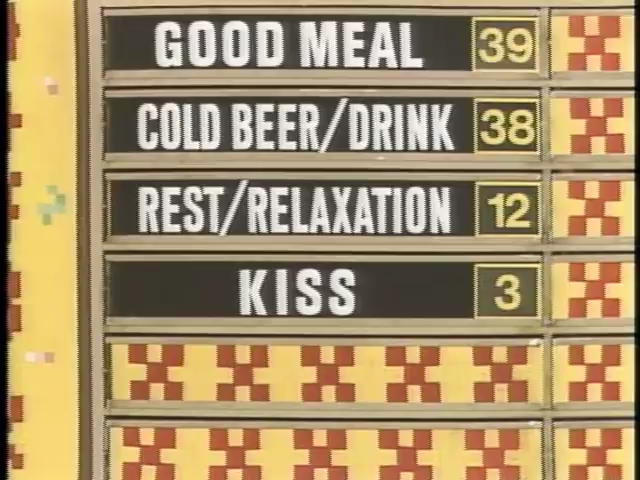 GOOD MEAL 39
COLD BEER/DRINK 38
REST/RELAXATION 12
KISS 3